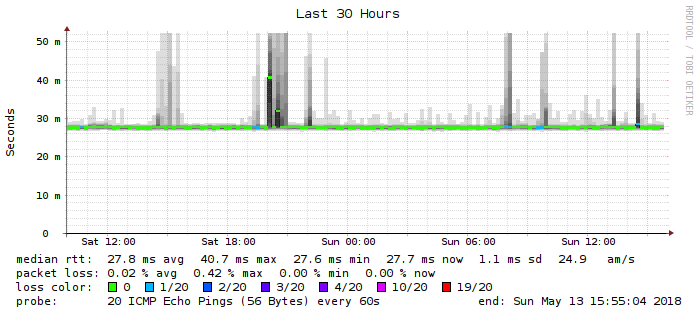 Last 30 Hours
RRDTOOL / TOBI OETIKER
Seconds
50 m
40 m
30 m
20 m
10 m
0
Sat 12:00 Sat 18:00 Sun 00:00 Sun 06:00 Sun 12:00
median rtt: 27.8 ms avg 40.7 ms max 27.6 ms min 27.7 ms now 1.1 ms sd 24.9 am/s
packet loss: 0.02 % avg 0.42 % max 0.00 % min 0.00 % now
loss color: 0 1/20 2/20 3/20 4/20 10/20 19/20
probe: 20 ICMP Echo Pings (56 Bytes) every 60s end: Sun May 13 15:55:04 2018